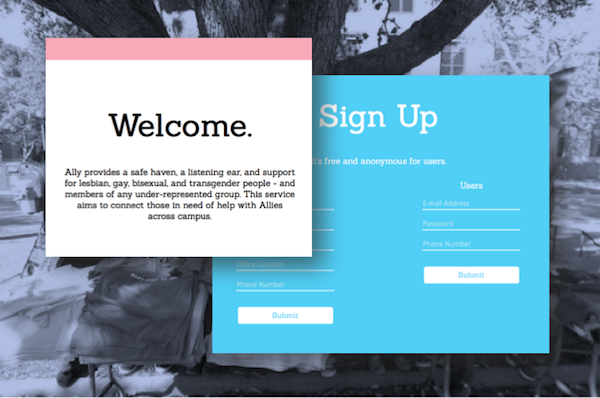 Welcome.
Ally provides a safe haven, a listening ear, and support
for lesbian, gay, bisexual, and transgender people - and
members of any under-represented group. This service
aims to connect those in need of help with Allies
across campus.
Sign Up
It's free and anonymous for users.
Office Location
Phone Number
Submit
Users
E-mail Address
Password
Phone Number
Submit